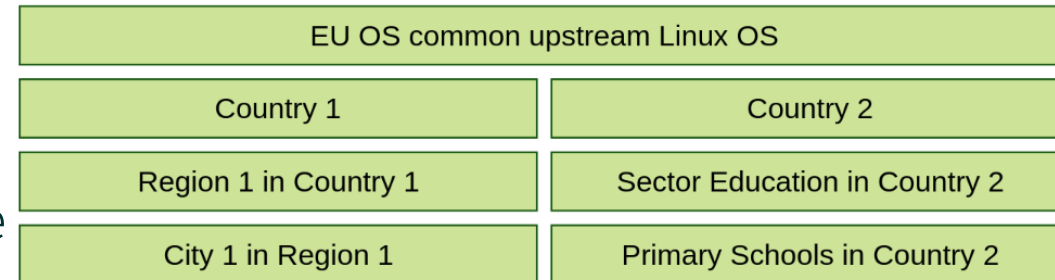 EU OS common upstream Linux OS
Country 1
Country 2
Region 1 in Country 1
Sector Education in Country 2
City 1 in Region 1
Primary Schools in Country 2